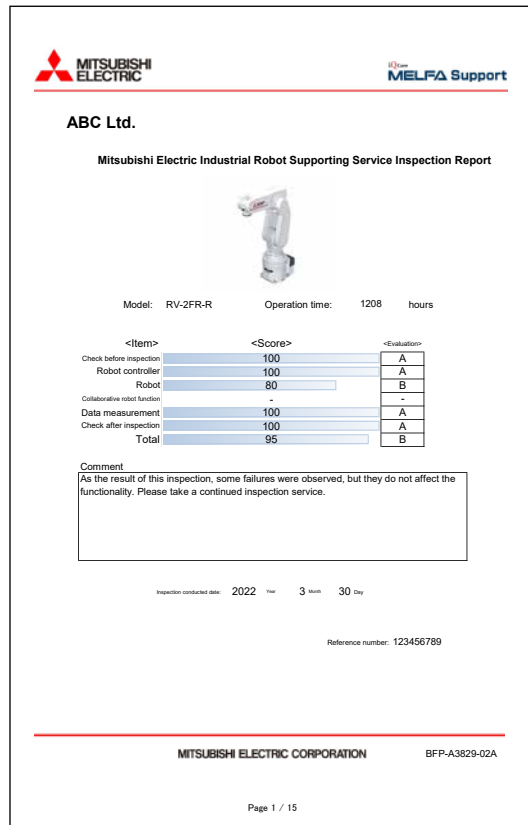 MITSUBISHI
ELECTRIC
iQ Care
MELFA Support
ABC Ltd.
Mitsubishi Electric Industrial Robot Supporting Service Inspection Report
Model: RV-2FR-R Operation time: 1208 hours
<Item> <Score> <Evaluation>
Check before inspection 100 A
Robot controller 100 A
Robot 80 B
Collaborative robot function - -
Data measurement 100 A
Check after inspection 100 A
Total 95 B
Comment
As the result of this inspection, some failures were observed, but they do not affect the
functionality. Please take a continued inspection service.
Inspection conducted date: 2022 Year 3 Month 30 Day
Reference number: 123456789
MITSUBISHI ELECTRIC CORPORATION BFP-A3829-02A
Page 1 / 15